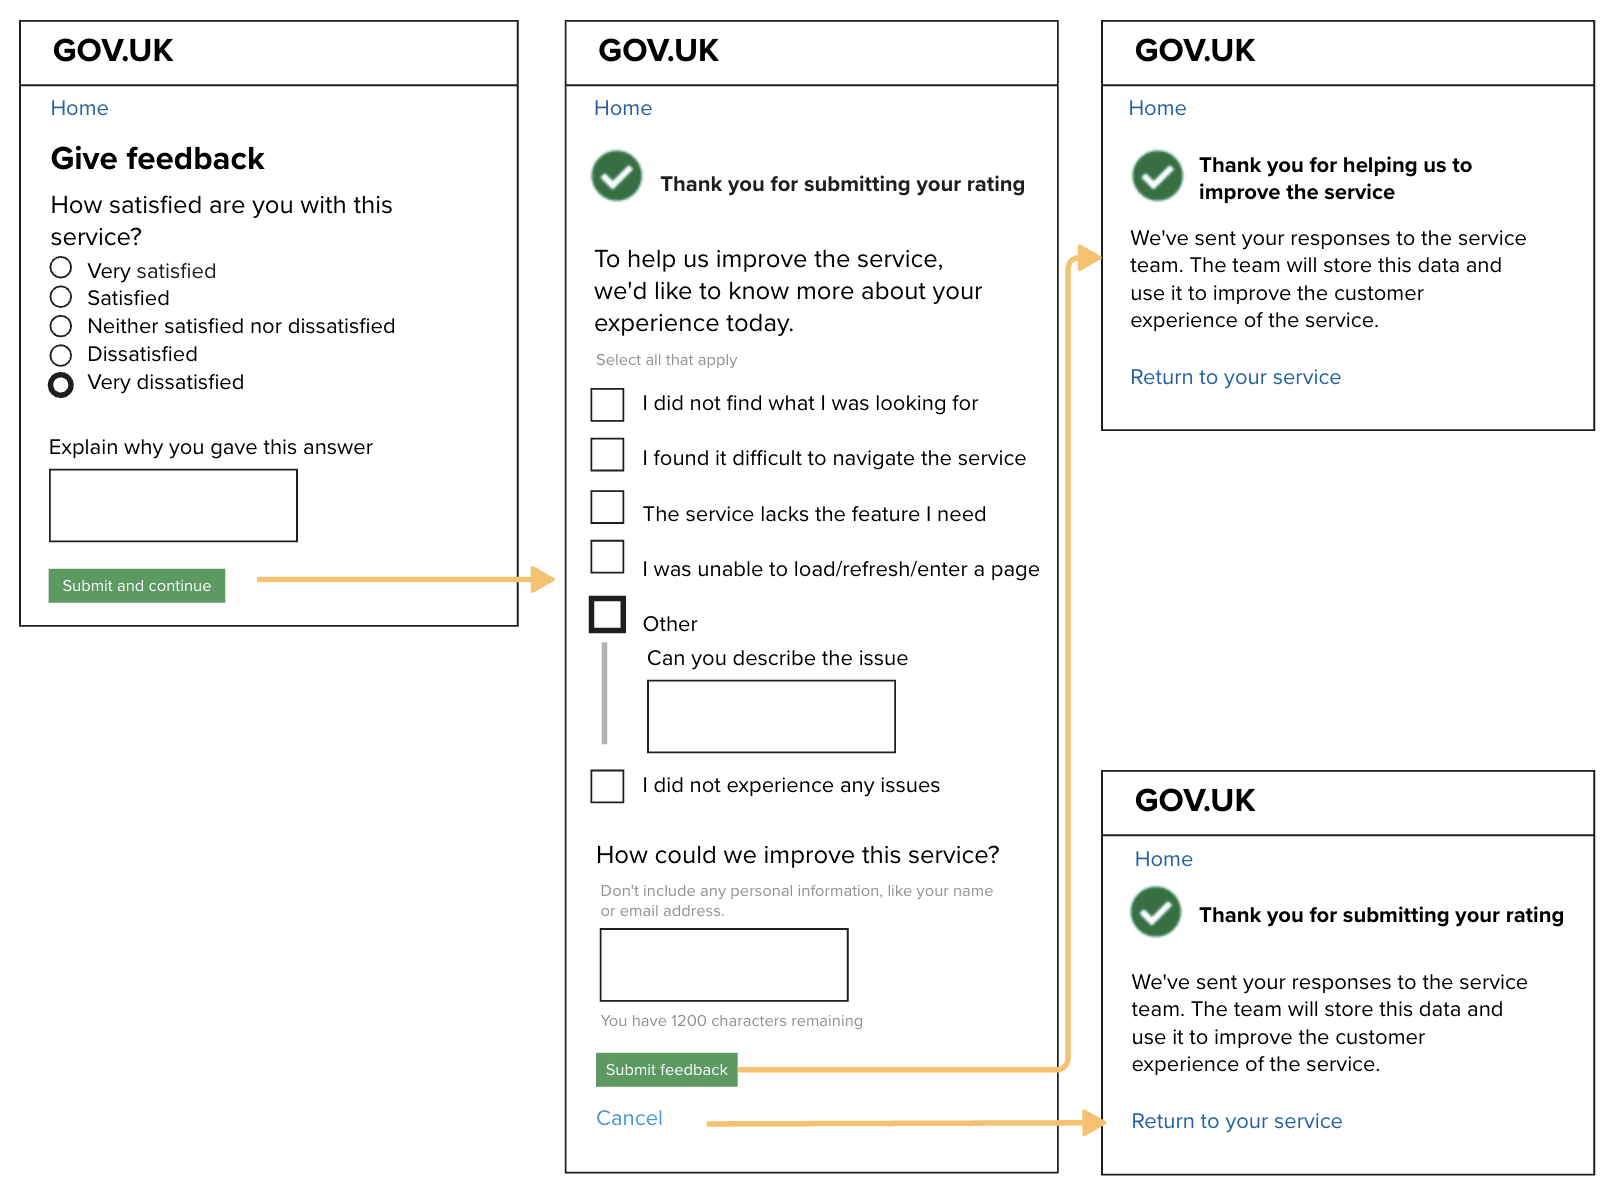 GOV.UK
Home
Give feedback
How satisfied are you with this
service?
Very satisfied
Satisfied
Neither satisfied nor dissatisfied
Dissatisfied
Very dissatisfied
Explain why you gave this answer
Submit and continue
GOV.UK
Home
Thank you for submitting your rating
To help us improve the service,
we'd like to know more about your
experience today.
Select all that apply
I did not find what I was looking for
I found it difficult to navigate the service
The service lacks the feature I need
I was unable to load/refresh/enter a page
Other
Can you describe the issue
I did not experience any issues
How could we improve this service?
Don't include any personal information, like your name
or email address.
You have 1200 characters remaining
Submit feedback
Cancel
GOV.UK
Home
Thank you for helping us to
improve the service
We've sent your responses to the service
team. The team will store this data and
use it to improve the customer
experience of the service.
Return to your service
GOV.UK
Home
Thank you for submitting your rating
We've sent your responses to the service
team. The team will store this data and
use it to improve the customer
experience of the service.
Return to your service